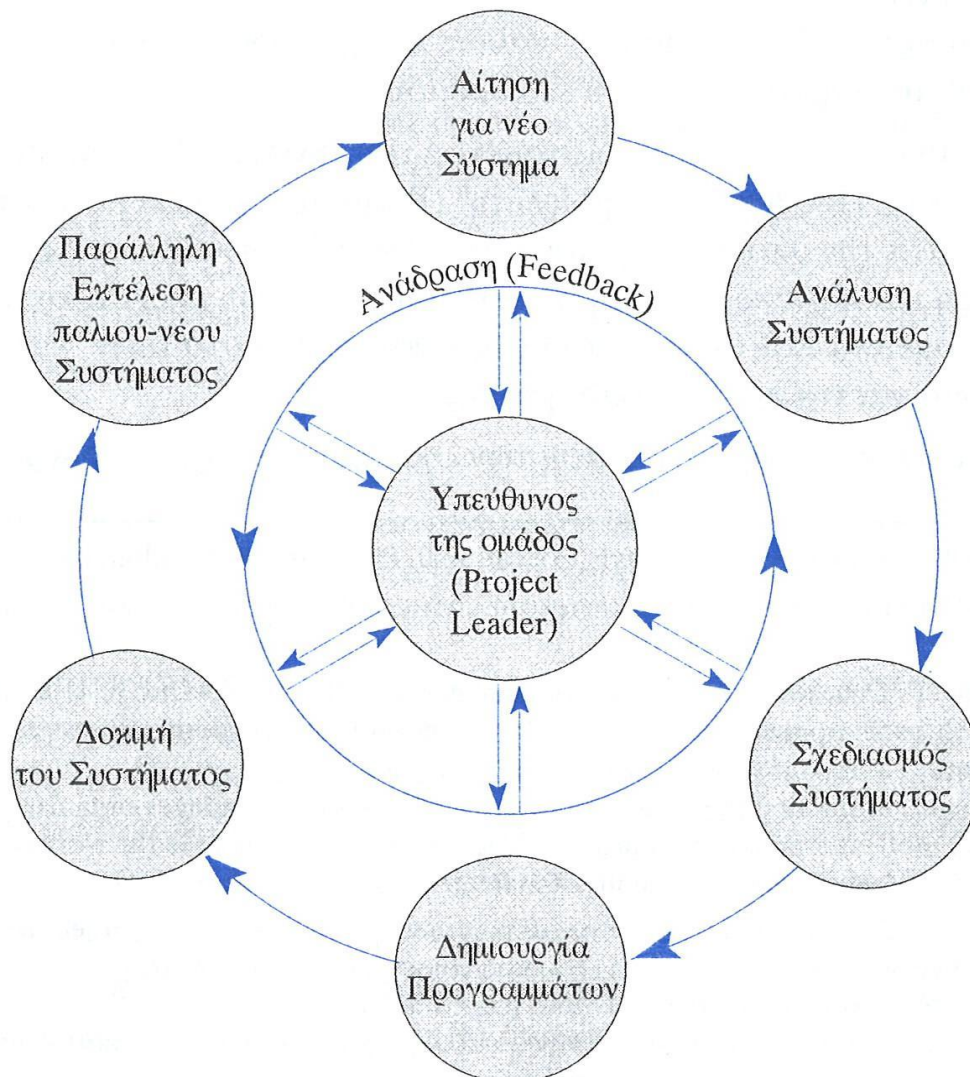 Αίτηση
για νέο
Σύστημα
Ανάλυση
Συστήματος
Σχεδιασμός
Συστήματος
Δημιουργία
Προγραμμάτων
Δοκιμή
του Συστήματος
Παράλληλη
Εκτέλεση
παλιού-νέου
Συστήματος
Ανάδραση (Feedback)
Υπεύθυνος
της ομάδος
(Project
Leader)